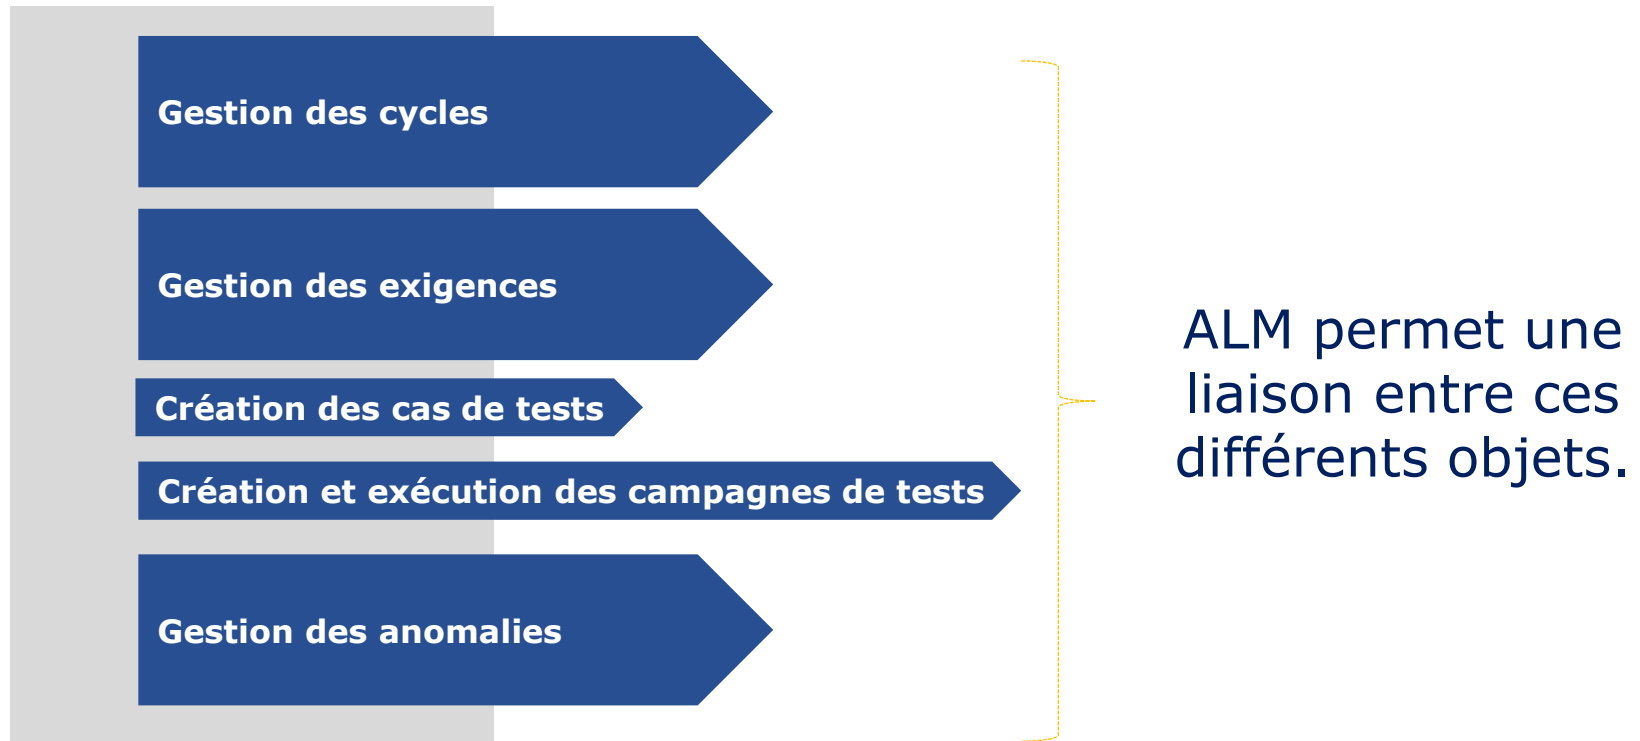 Gestion des cycles
Gestion des exigences
Création des cas de tests
Création et exécution des campagnes de tests
Gestion des anomalies
ALM permet une
liaison entre ces
différents objets.